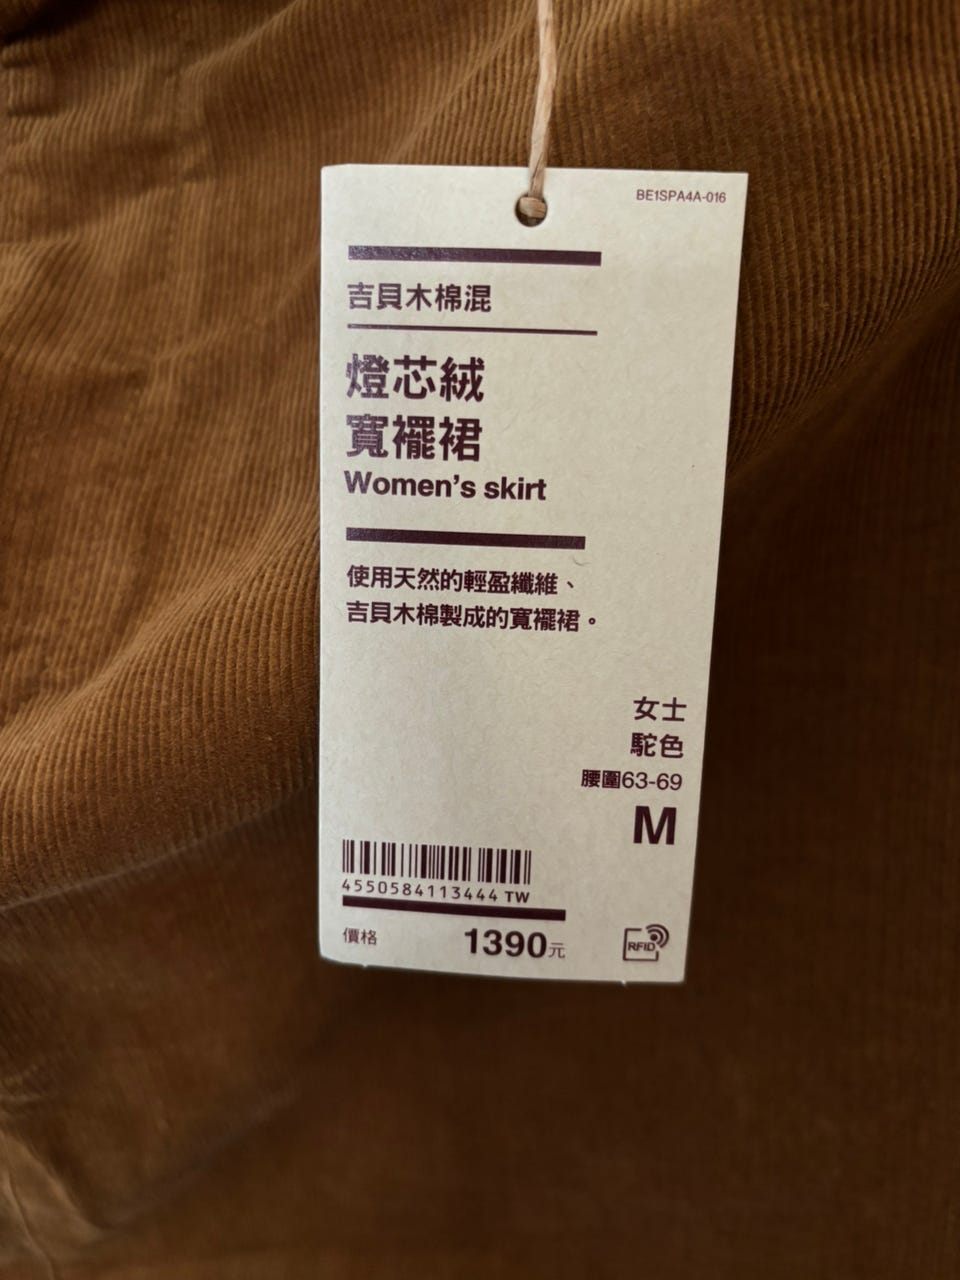 BE1SPA4A-016
吉貝木棉混
燈芯絨
寬襬裙
Women's skirt
使用天然的輕盈纖維、
吉貝木棉製成的寬襬裙。
女士
駝色
腰圍63-69
M
4550584113444 TW
價格 1390元
RFID